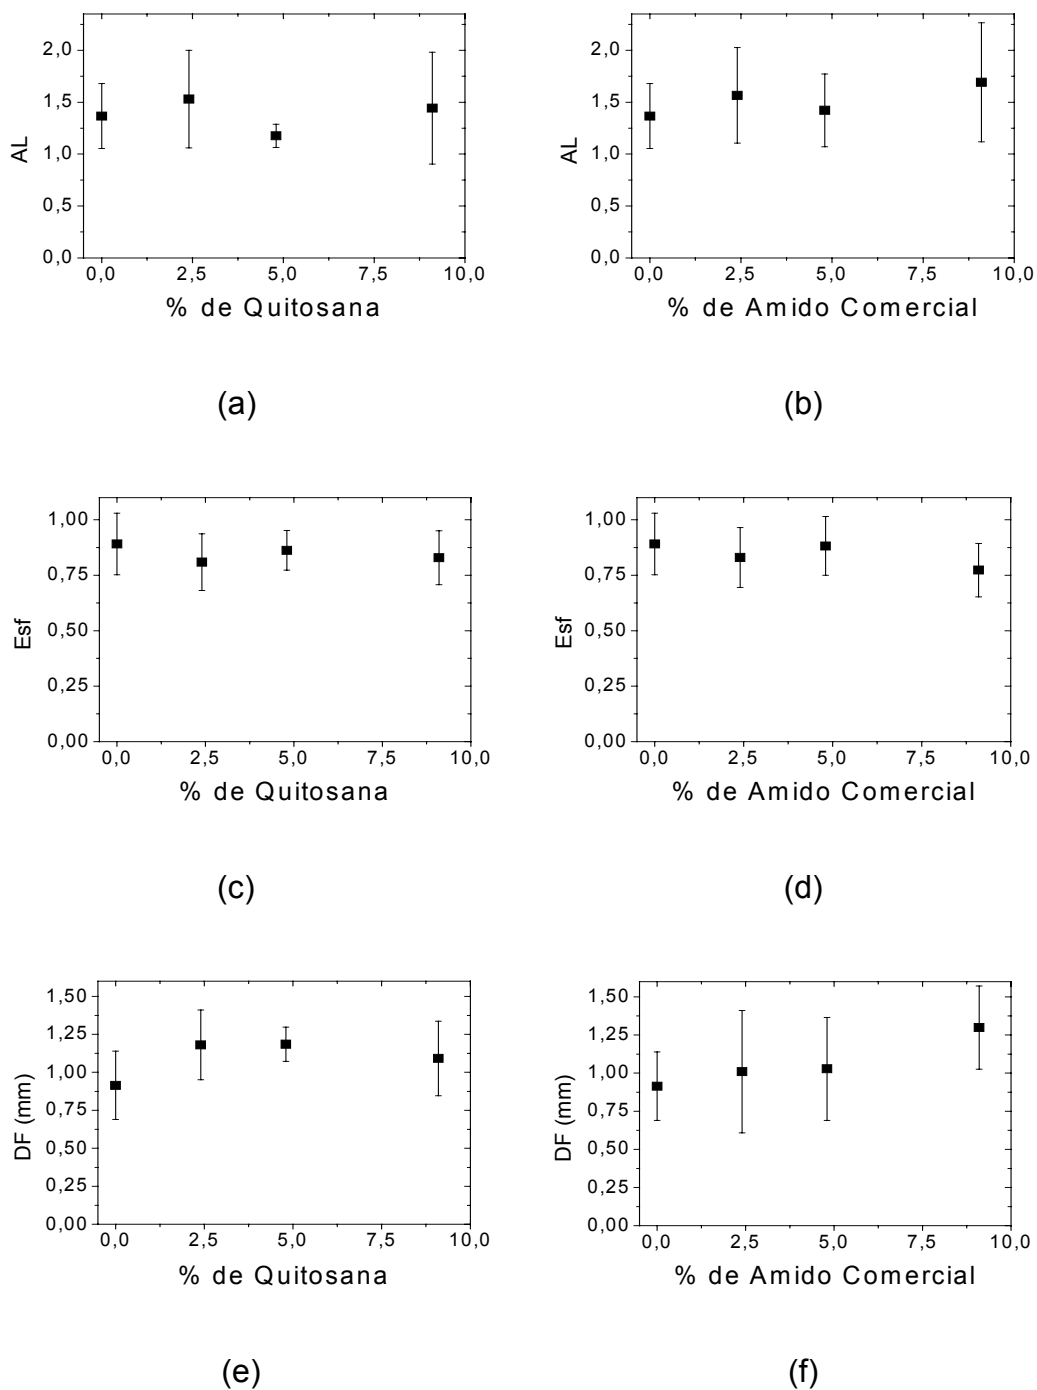 2,0
1,5
1,0
0,5
0,0
AL
0,0 2,5 5,0 7,5 10,0
% de Quitosana
(a)
2,0
1,5
1,0
0,5
0,0
AL
0,0 2,5 5,0 7,5 10,0
% de Amido Comercial
(b)
1,00
0,75
0,50
0,25
0,00
Esf
0,0 2,5 5,0 7,5 10,0
% de Quitosana
(c)
1,00
0,75
0,50
0,25
0,00
Esf
0,0 2,5 5,0 7,5 10,0
% de Amido Comercial
(d)
1,50
1,25
1,00
0,75
0,50
0,25
0,00
DF (mm)
0,0 2,5 5,0 7,5 10,0
% de Quitosana
(e)
1,50
1,25
1,00
0,75
0,50
0,25
0,00
DF (mm)
0,0 2,5 5,0 7,5 10,0
% de Amido Comercial
(f)